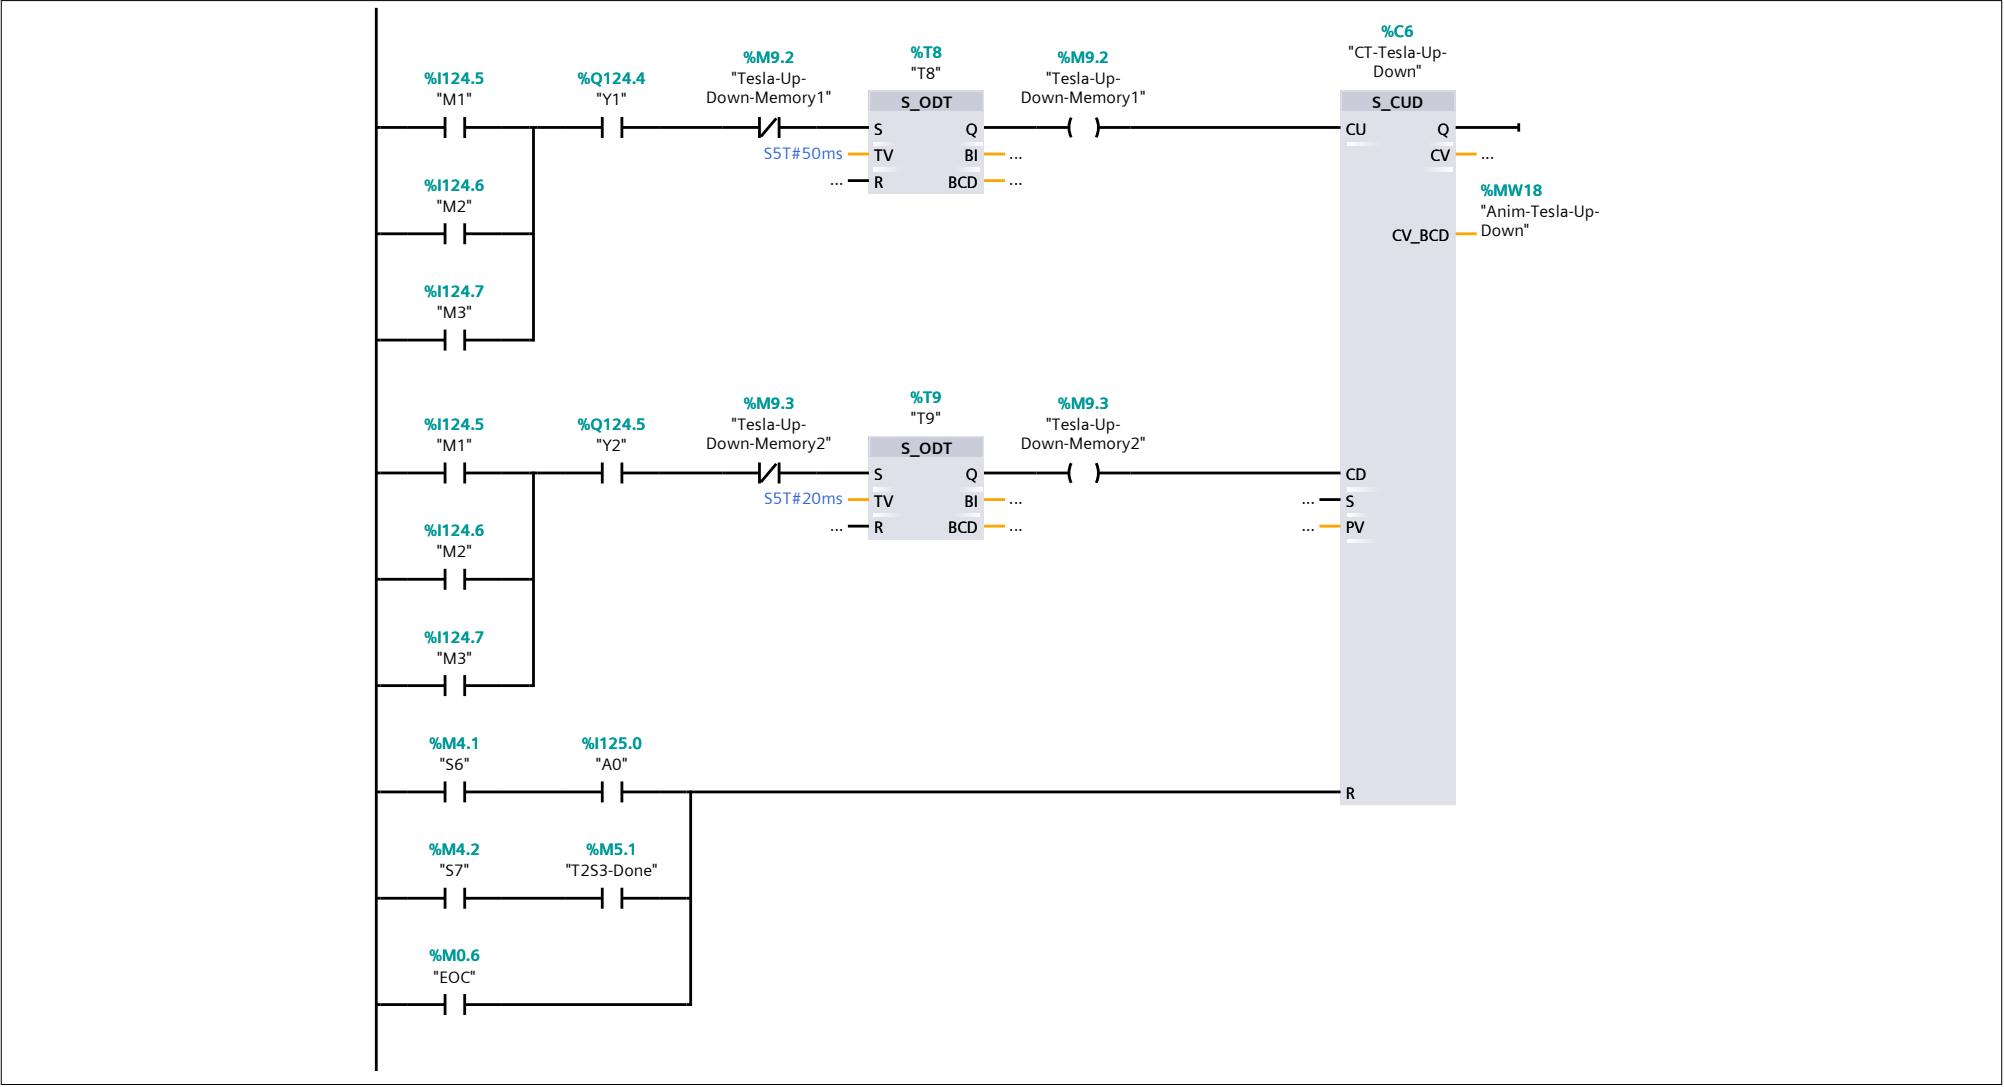 %C6
"CT-Tesla-Up-
Down"
%M9.2
"Tesla-Up-
Down-Memory1"
%T8
"T8"
%M9.2
"Tesla-Up-
Down-Memory1"
%I124.5
"M1"
%Q124.4
"Y1"
S_ODT
S_CUD
S
Q
CU
Q
S5T#50ms
TV
BI
...
CV
...
...
R
BCD
...
%I124.6
"M2"
%MW18
"Anim-Tesla-Up-
Down"
CV_BCD
%I124.7
"M3"
%M9.3
"Tesla-Up-
Down-Memory2"
%T9
"T9"
%M9.3
"Tesla-Up-
Down-Memory2"
%I124.5
"M1"
%Q124.5
"Y2"
S_ODT
S
Q
CD
S5T#20ms
TV
BI
...
...
S
...
R
BCD
...
...
PV
%I124.6
"M2"
%I124.7
"M3"
%M4.1
"S6"
%I125.0
"A0"
R
%M4.2
"S7"
%M5.1
"T2S3-Done"
%M0.6
"EOC"